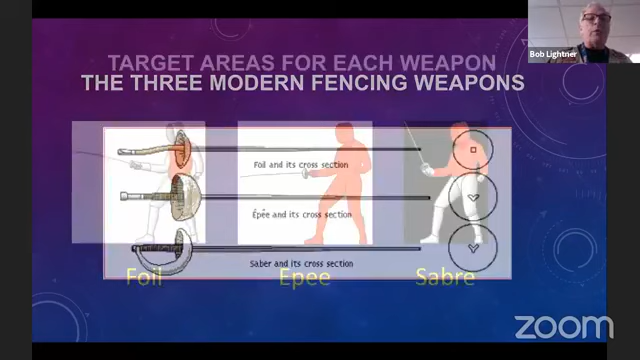 Bob Lightner
TARGET AREAS FOR EACH WEAPON
THE THREE MODERN FENCING WEAPONS
Foil and its cross section
Épée and its cross section
Saber and its cross section
Foil Epee Sabre
zoom